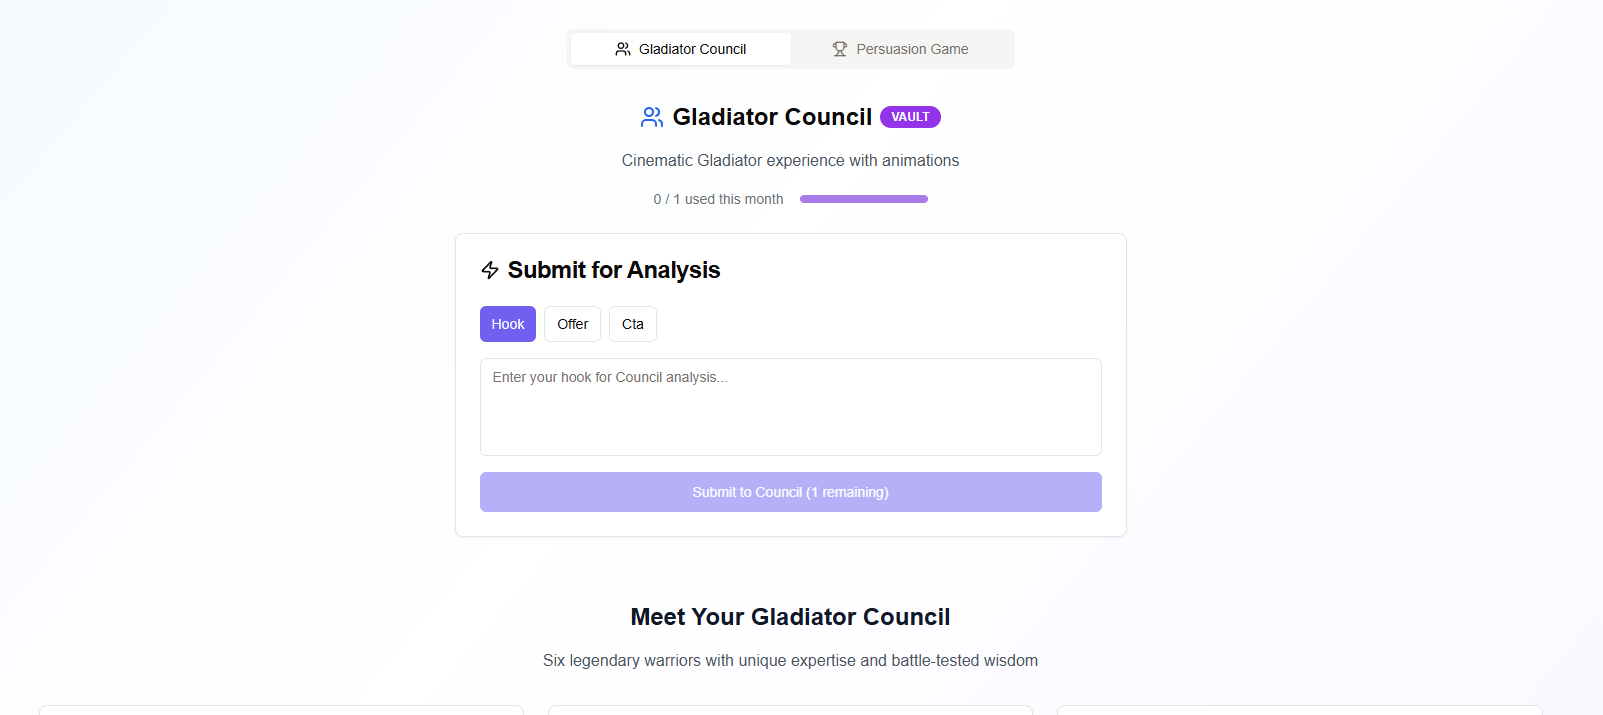 Gladiator Council
Persuasion Game
Gladiator Council VAULT
Cinematic Gladiator experience with animations
0 / 1 used this month
Submit for Analysis
Hook
Offer
Cta
Enter your hook for Council analysis...
Submit to Council (1 remaining)
Meet Your Gladiator Council
Six legendary warriors with unique expertise and battle-tested wisdom